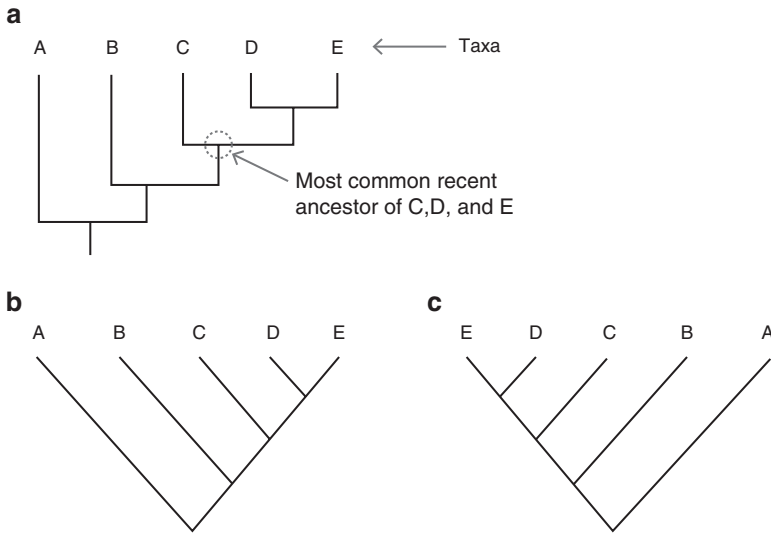 a
A B C D E Taxa
Most common recent
ancestor of C,D, and E
b
A B C D E
c
E D C B A